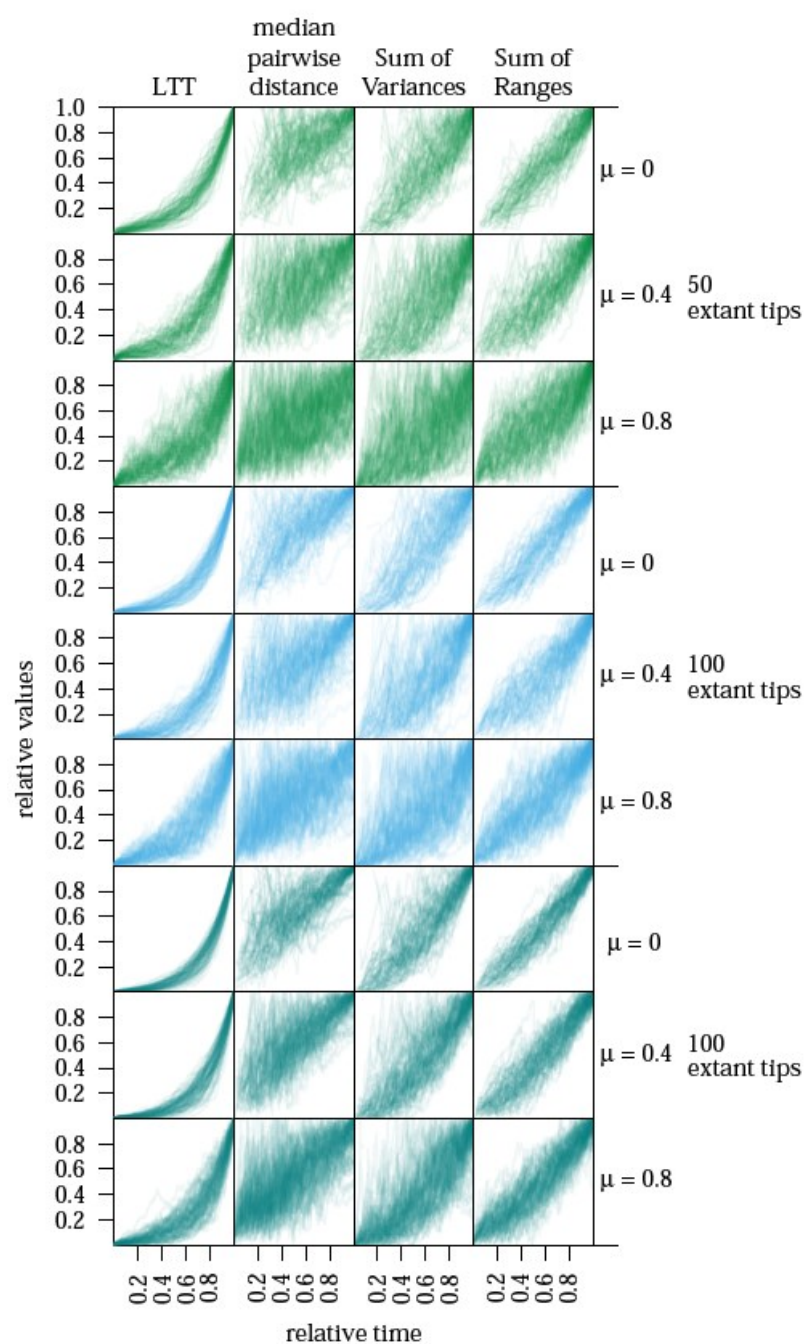 LTT
median
pairwise
distance
Sum of
Variances
Sum of
Ranges
1.0
0.8
0.6
0.4
0.2
μ = 0
0.8
0.6
0.4
0.2
μ = 0.4
50
extant tips
0.8
0.6
0.4
0.2
μ = 0.8
0.8
0.6
0.4
0.2
μ = 0
0.8
0.6
0.4
0.2
μ = 0.4
100
extant tips
0.8
0.6
0.4
0.2
μ = 0.8
0.8
0.6
0.4
0.2
μ = 0
0.8
0.6
0.4
0.2
μ = 0.4
100
extant tips
0.8
0.6
0.4
0.2
μ = 0.8
relative values
0.2 0.4 0.6 0.8 0.2 0.4 0.6 0.8 0.2 0.4 0.6 0.8 0.2 0.4 0.6 0.8
relative time